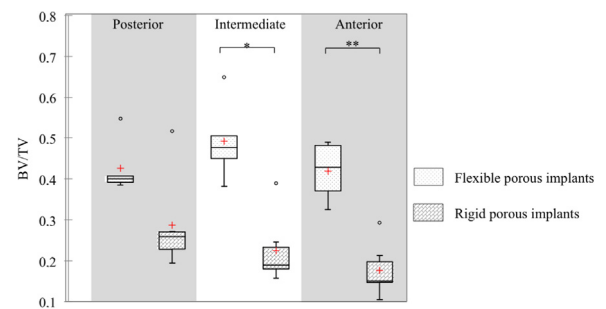 0.8
Posterior Intermediate Anterior
* **
0.7
0.6
0.5
0.4
0.3
0.2
0.1
BV/TV
Flexible porous implants
Rigid porous implants